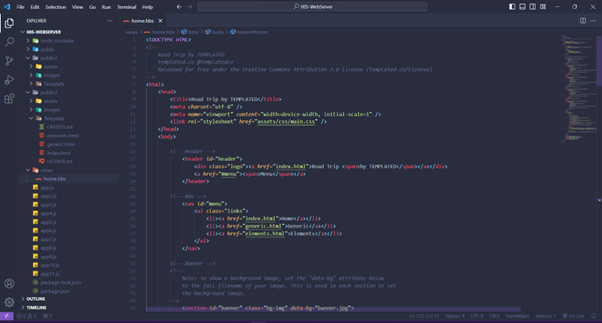 File Edit Selection View Go Run Terminal Help
005-WebServer
EXPLORER
005-WEBSERVER
node_modules
public
public2
assets
images
Template
public3
assets
images
Template
CREDITS.txt
elements.html
generic.html
index.html
LICENSE.txt
views
home.hbs
app.js
app2.js
app3.js
app4.js
app5.js
app6.js
app7.js
app8.js
app9.js
app10.js
app11.js
package-lock.json
package.json
OUTLINE
TIMELINE
home.hbs
views > home.hbs > html > body > footer#footer
<!DOCTYPE HTML>
<!--
Road Trip by TEMPLATED
templated.co @templatedco
Released for free under the Creative Commons Attribution 3.0 license (templated.co/license)
-->
<html>
<head>
<title>Road Trip by TEMPLATED</title>
<meta charset="utf-8" />
<meta name="viewport" content="width=device-width, initial-scale=1" />
<link rel="stylesheet" href="assets/css/main.css" />
</head>
<body>
<!-- Header -->
<header id="header">
<div class="logo"><a href="index.html">Road Trip <span>by TEMPLATED</span></a></div>
<a href="#menu"><span>Menu</span></a>
</header>
<!-- Nav -->
<nav id="menu">
<ul class="links">
<li><a href="index.html">Home</a></li>
<li><a href="generic.html">Generic</a></li>
<li><a href="elements.html">Elements</a></li>
</ul>
</nav>
<!-- Banner -->
<!--
Note: To show a background image, set the "data-bg" attribute below
to the full filename of your image. This is used in each section to set
the background image.
-->
<section id="banner" class="bg-img" data-bg="banner.jpg">
Spaces: 4 UTF-8 CRLF Handlebars Go Live